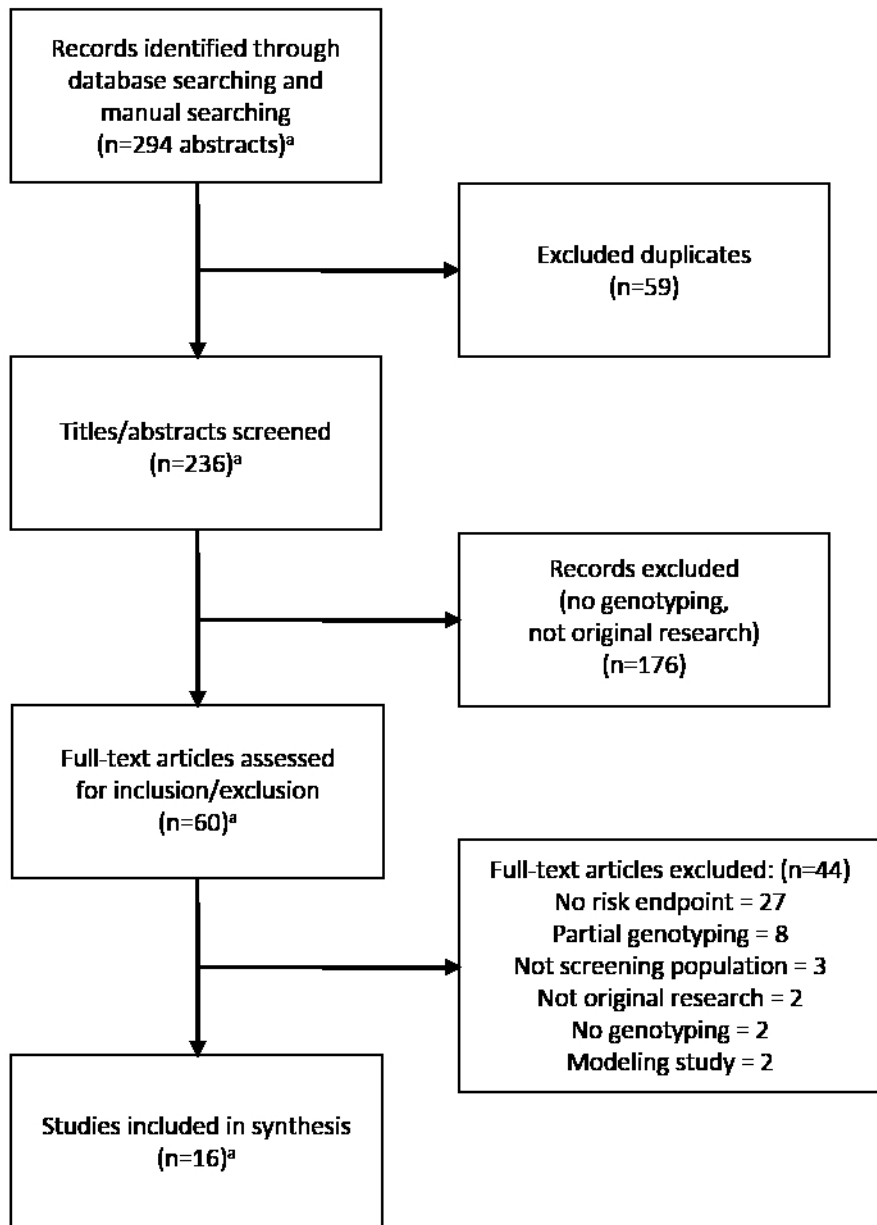 Records identified through
database searching and
manual searching
(n=294 abstracts)ᵃ
Excluded duplicates
(n=59)
Titles/abstracts screened
(n=236)ᵃ
Records excluded
(no genotyping,
not original research)
(n=176)
Full-text articles assessed
for inclusion/exclusion
(n=60)ᵃ
Full-text articles excluded: (n=44)
No risk endpoint = 27
Partial genotyping = 8
Not screening population = 3
Not original research = 2
No genotyping = 2
Modeling study = 2
Studies included in synthesis
(n=16)ᵃ